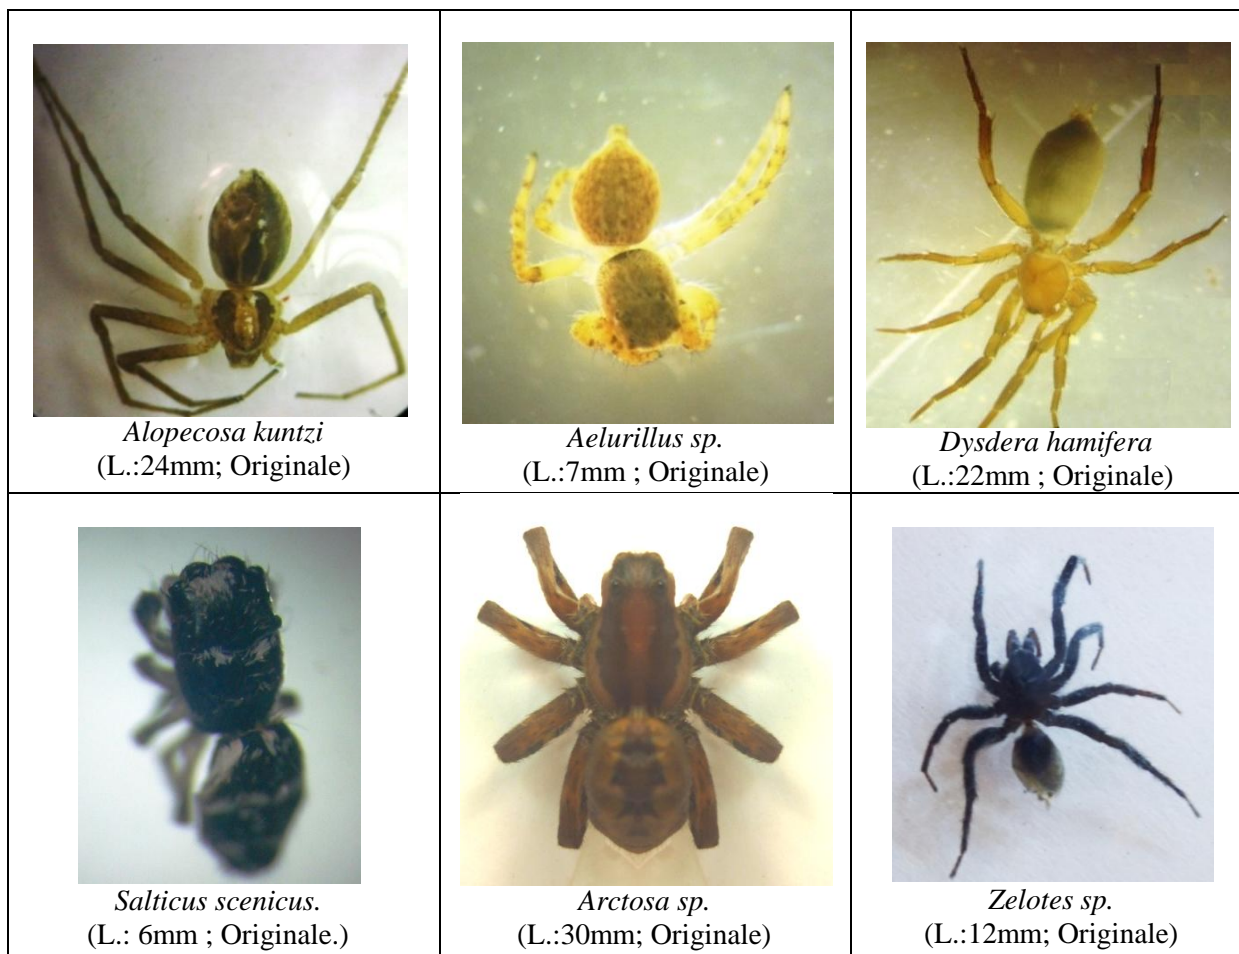 Alopecosa kuntzi
(L.:24mm; Originale)
Aelurillus sp.
(L.:7mm ; Originale)
Dysdera hamifera
(L.:22mm ; Originale)
Salticus scenicus.
(L.: 6mm ; Originale.)
Arctosa sp.
(L.:30mm; Originale)
Zelotes sp.
(L.:12mm; Originale)